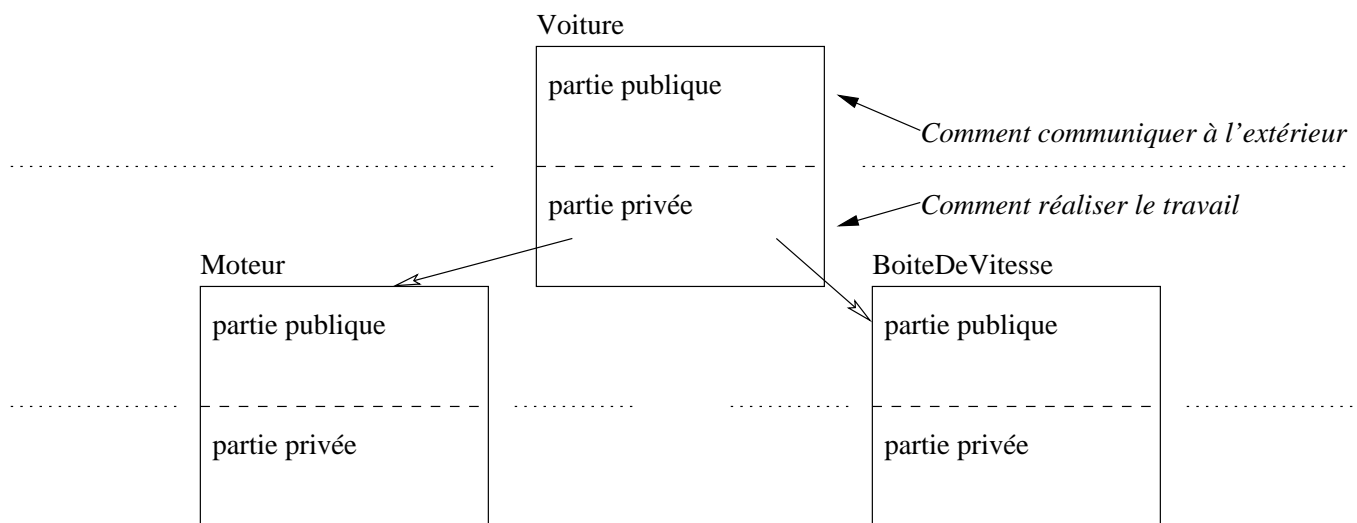 Voiture
partie publique
Comment communiquer à l'extérieur
partie privée
Comment réaliser le travail
Moteur
BoiteDeVitesse
partie publique
partie publique
partie privée
partie privée